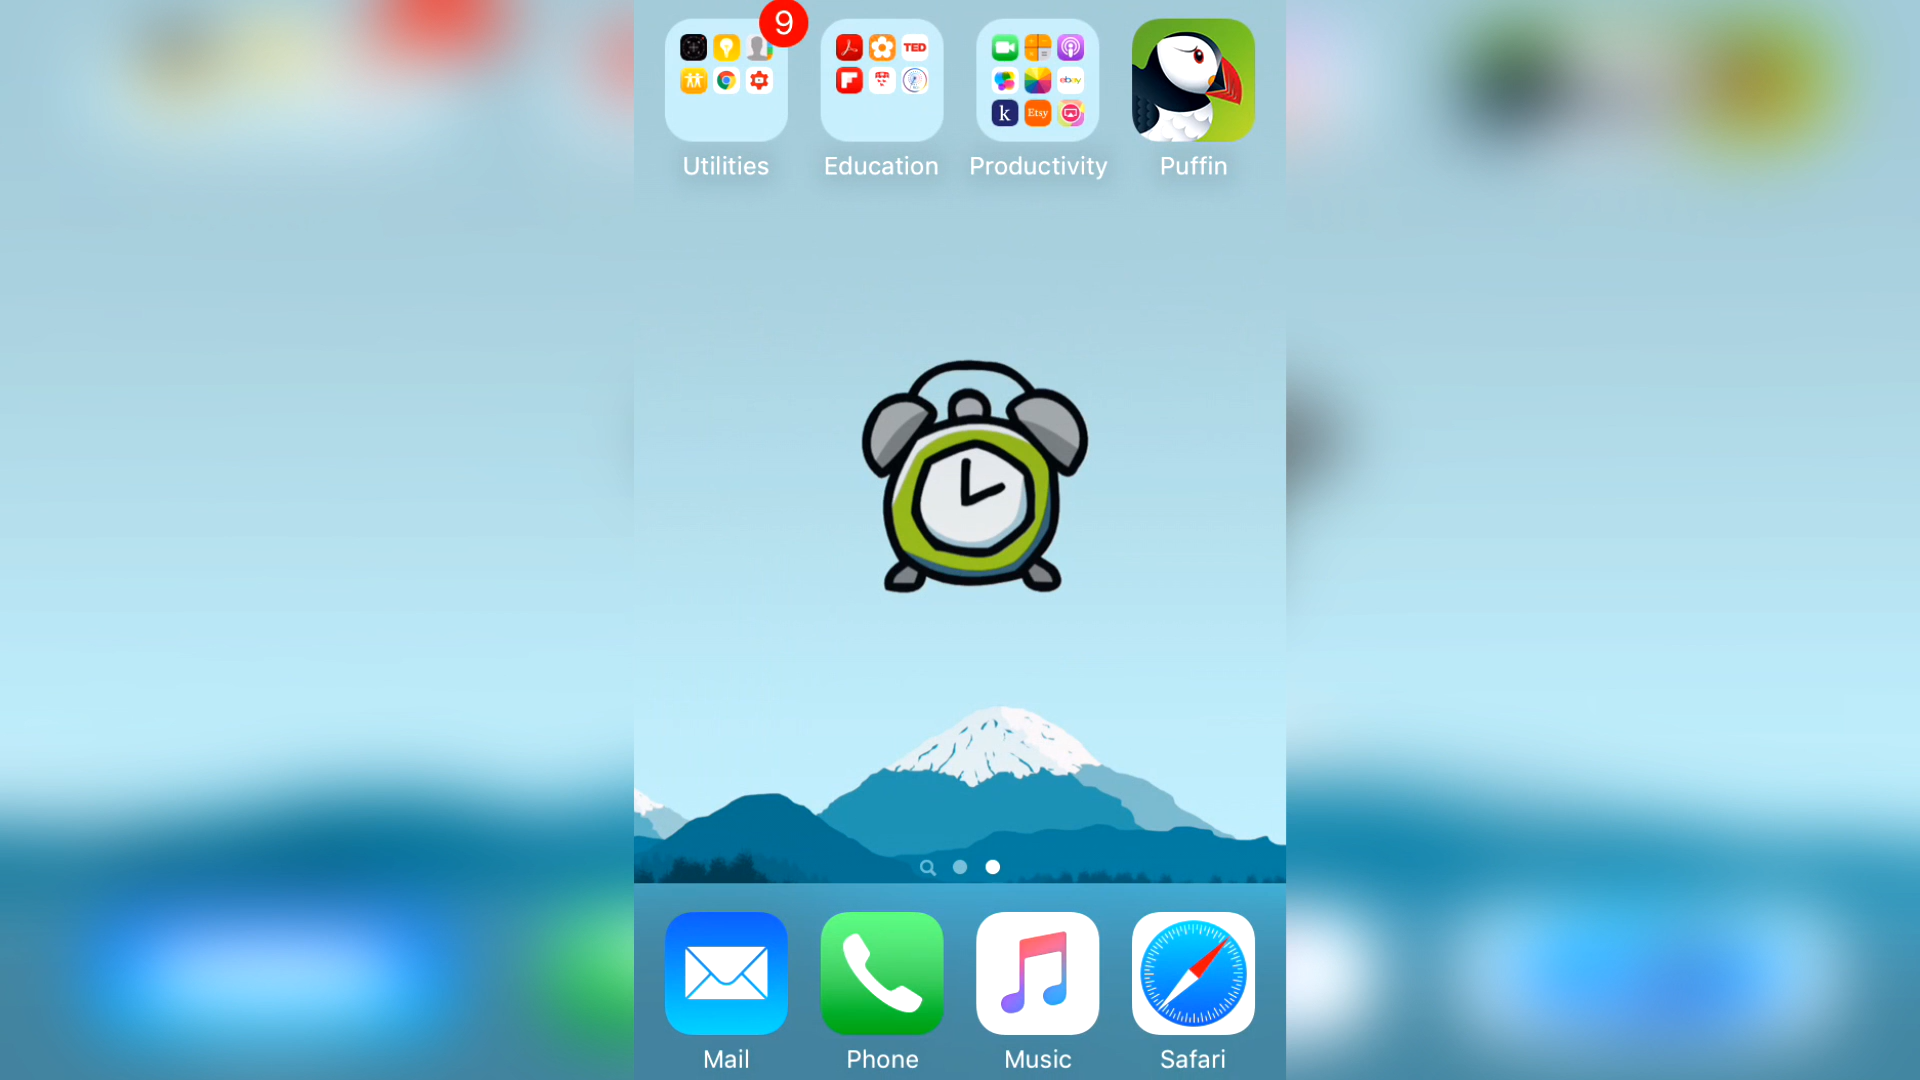 9
TED
ebay
k
Etsy
Utilities
Education
Productivity
Puffin
Mail
Phone
Music
Safari